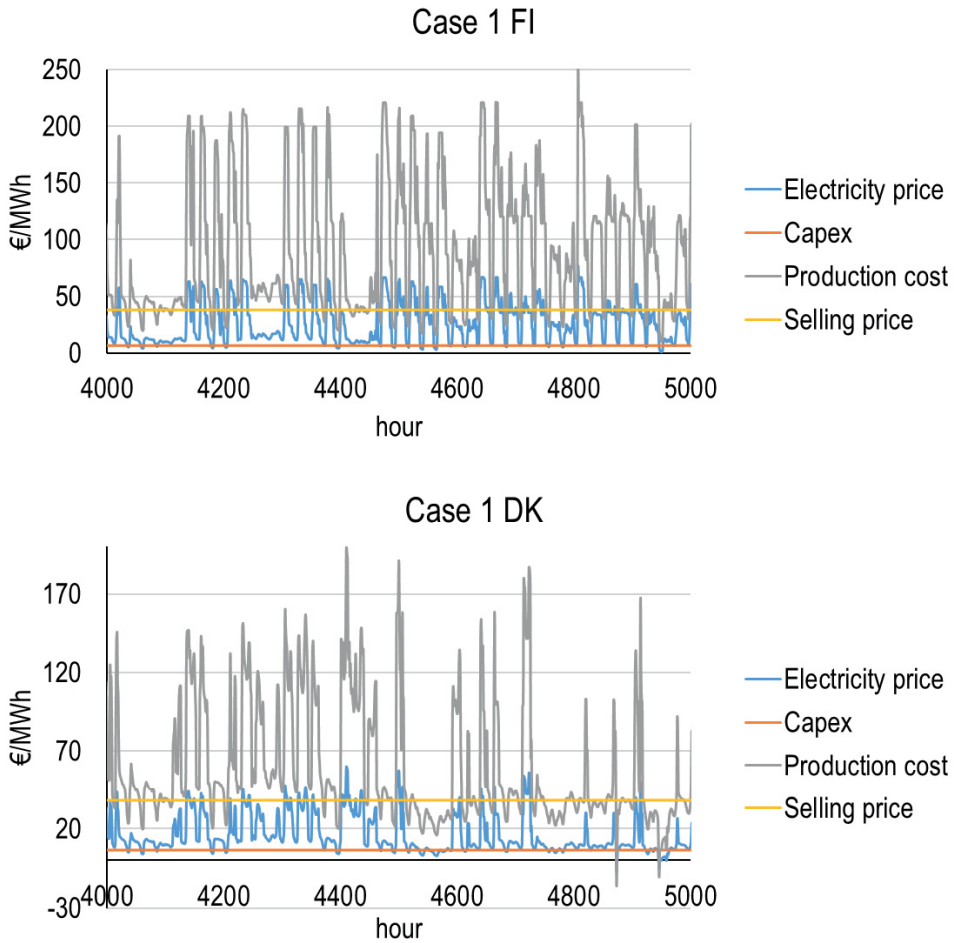 Case 1 FI
250
200
150
100
50
0
€/MWh
4000 4200 4400 4600 4800 5000
hour
Electricity price
Capex
Production cost
Selling price
Case 1 DK
170
120
70
20
-30
€/MWh
4000 4200 4400 4600 4800 5000
hour
Electricity price
Capex
Production cost
Selling price